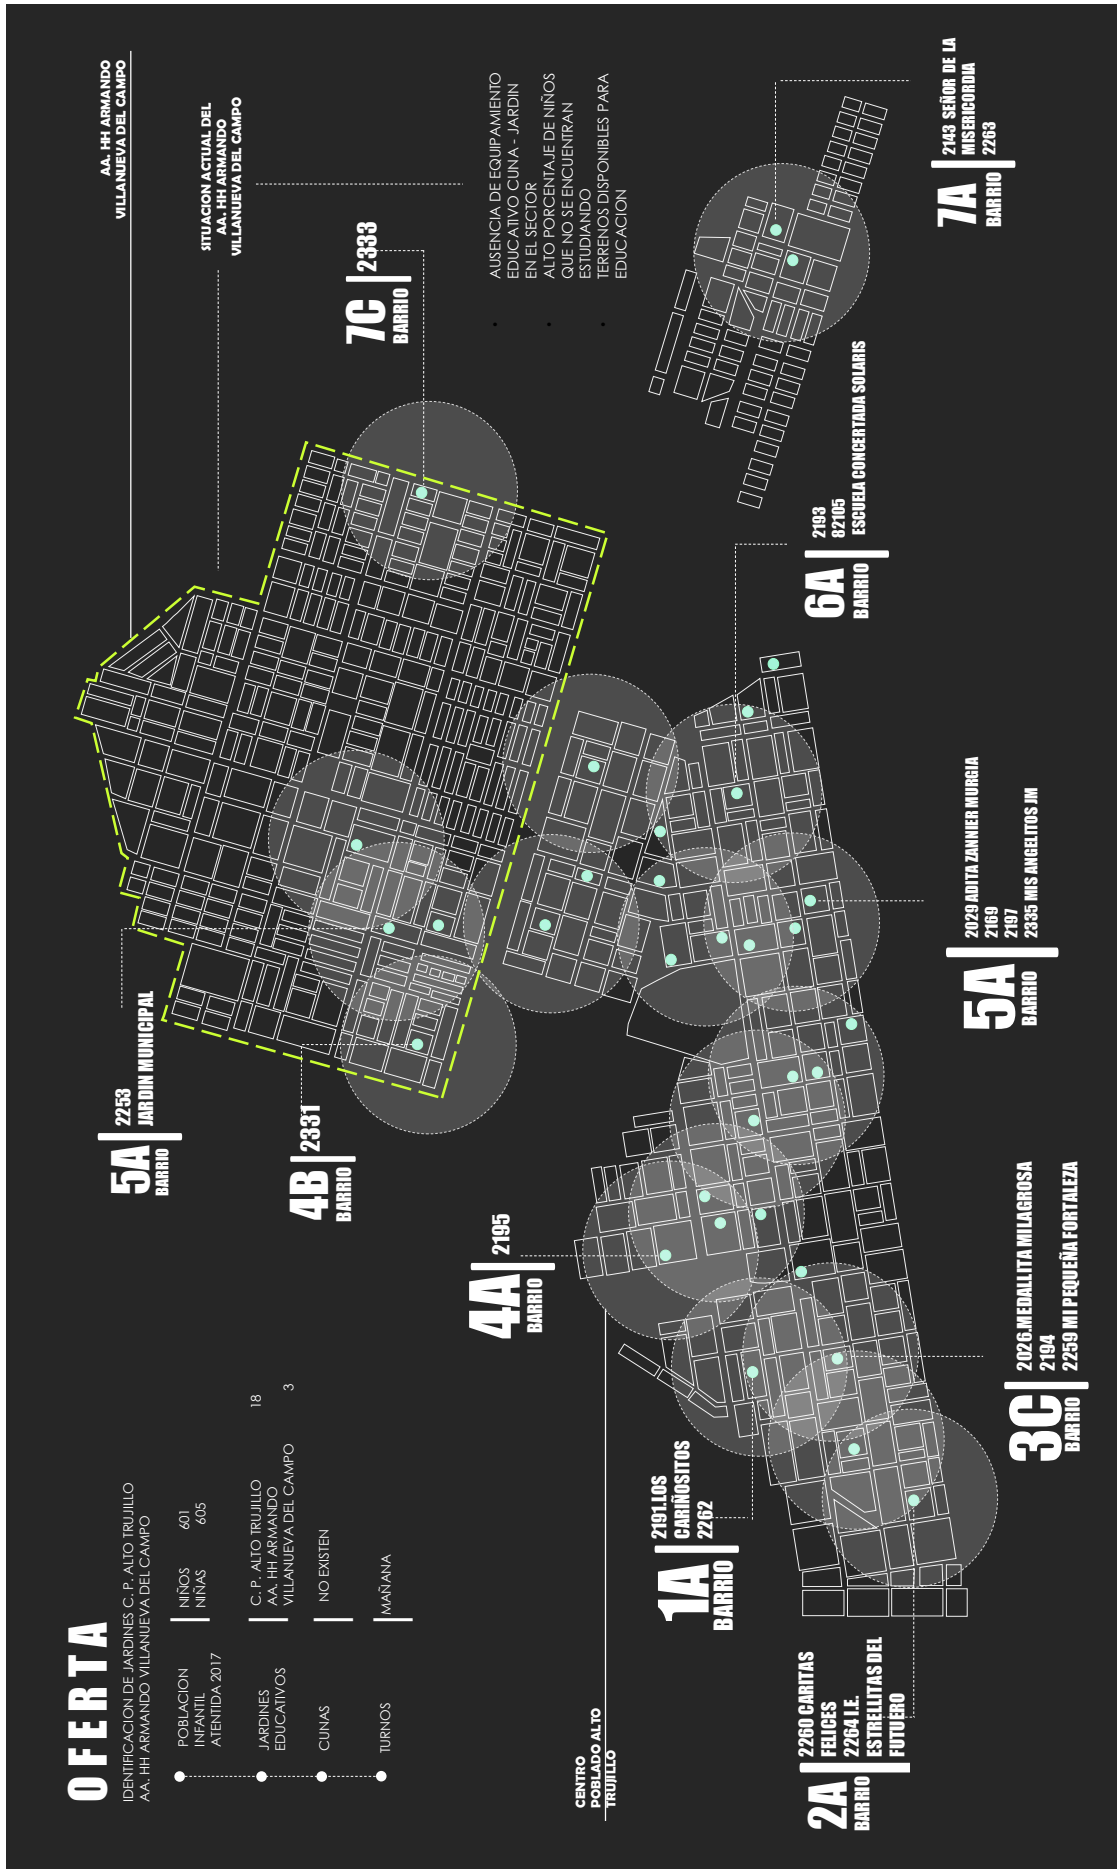 OFERTA
IDENTIFICACION DE JARDINES C.P. ALTO TRUJILLO
AA. HH ARMANDO VILLANUEVA DEL CAMPO
POBLACION
INFANTIL
ATENTIDA 2017
NIÑOS 601
NIÑAS 605
JARDINES
EDUCATIVOS
C. P. ALTO TRUJILLO 18
AA. HH ARMANDO
VILLANUEVA DEL CAMPO 3
CUNAS
NO EXISTEN
TURNOS
MAÑANA
AA. HH ARMANDO
VILLANUEVA DEL CAMPO
SITUACION ACTUAL DEL
AA. HH ARMANDO
VILLANUEVA DEL CAMPO
AUSENCIA DE EQUIPAMIENTO
EDUCATIVO CUNA - JARDIN
EN EL SECTOR
ALTO PORCENTAJE DE NIÑOS
QUE NO SE ENCUENTRAN
ESTUDIANDO
TERRENOS DISPONIBLES PARA
EDUCACION
5A
BARRIO
2253
JARDIN MUNICIPAL
4B
BARRIO
2331
7C
BARRIO
2333
4A
BARRIO
2195
CENTRO
POBLADO ALTO
TRUJILLO
1A
BARRIO
2191.LOS
CARIÑOSITOS
2262
2A
BARRIO
2260 CARITAS
FELICES
2264 I.E.
ESTRELLITAS DEL
FUTUERO
3C
BARRIO
2026.MEDALLITA MILAGROSA
2194
2259 MI PEQUEÑA FORTALEZA
5A
BARRIO
2029 ADITA ZANNIER MURGIA
2169
2197
2335 MIS ANGELITOS JM
6A
BARRIO
2193
82105
ESCUELA CONCERTADA SOLARIS
7A
BARRIO
2143 SEÑOR DE LA
MISERICORDIA
2263